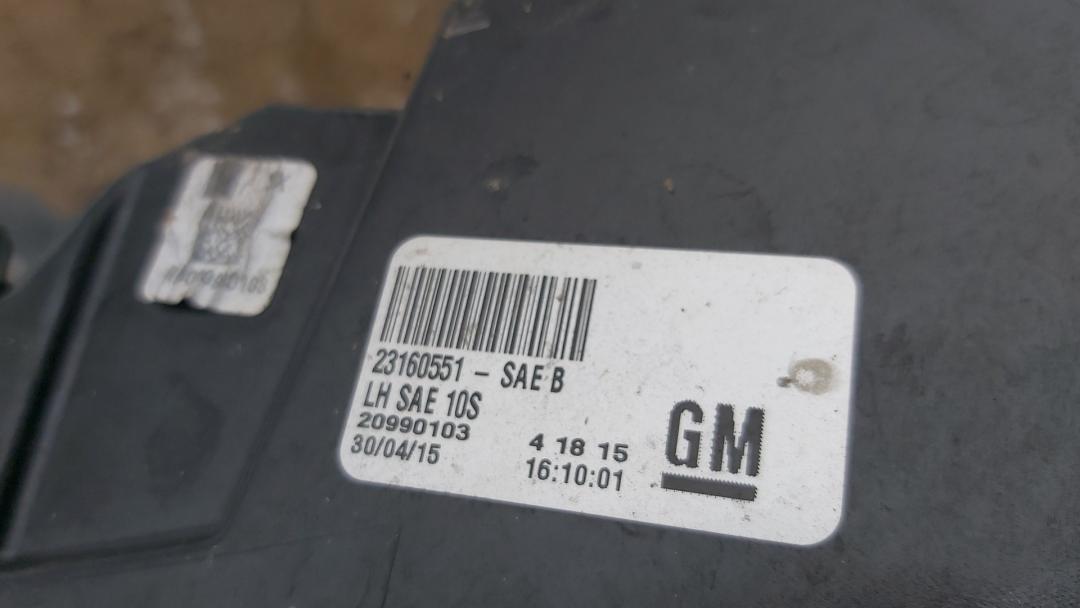 23160551 - SAE B
LH SAE 10S
20990103
30/04/15
4 18 15
16:10:01
GM